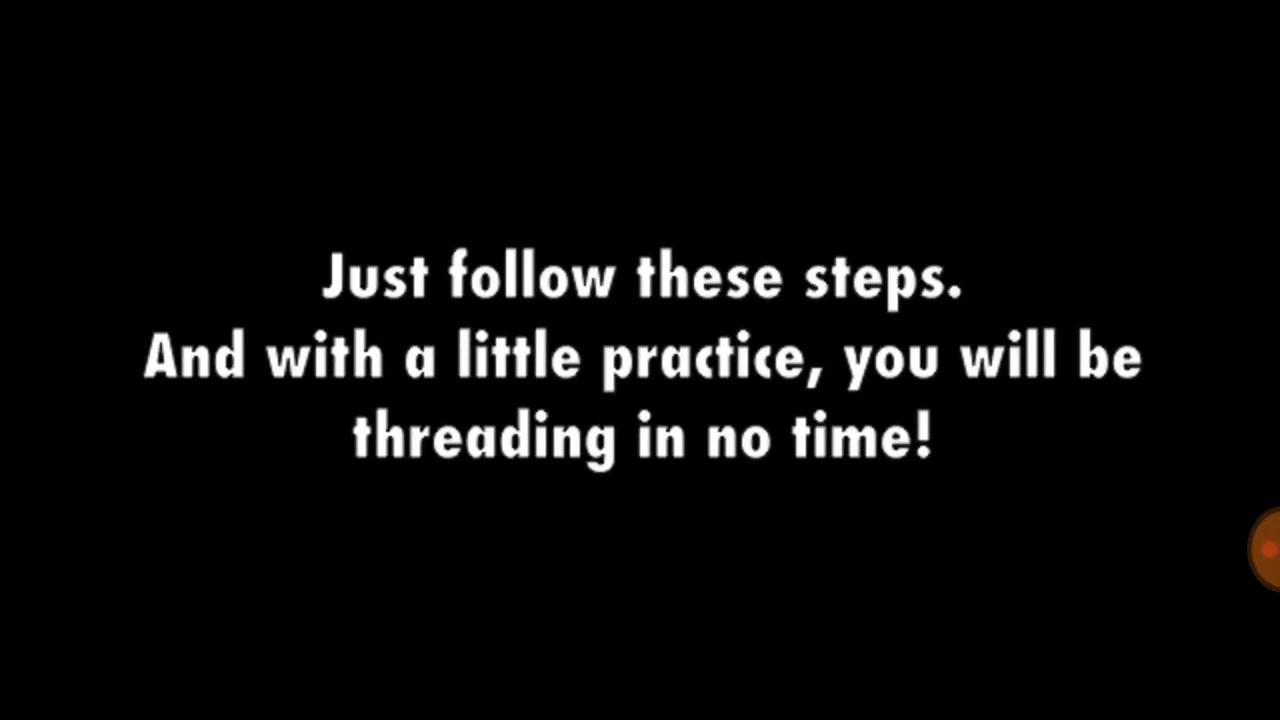 Just follow these steps.
And with a little practice, you will be
threading in no time!